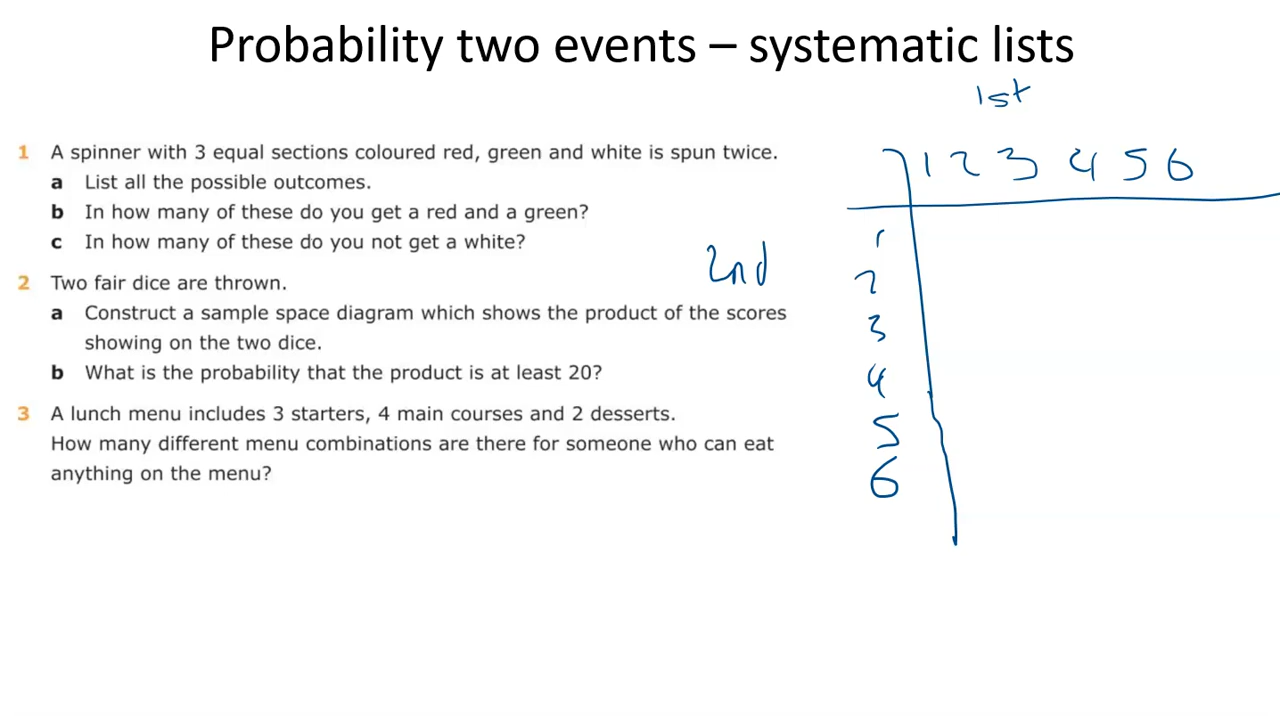 Probability two events – systematic lists
1 A spinner with 3 equal sections coloured red, green and white is spun twice.
a List all the possible outcomes.
b In how many of these do you get a red and a green?
c In how many of these do you not get a white?
2 Two fair dice are thrown.
a Construct a sample space diagram which shows the product of the scores
showing on the two dice.
b What is the probability that the product is at least 20?
3 A lunch menu includes 3 starters, 4 main courses and 2 desserts.
How many different menu combinations are there for someone who can eat
anything on the menu?
1st
1 2 3 4 5 6
2nd
1
2
3
4
5
6